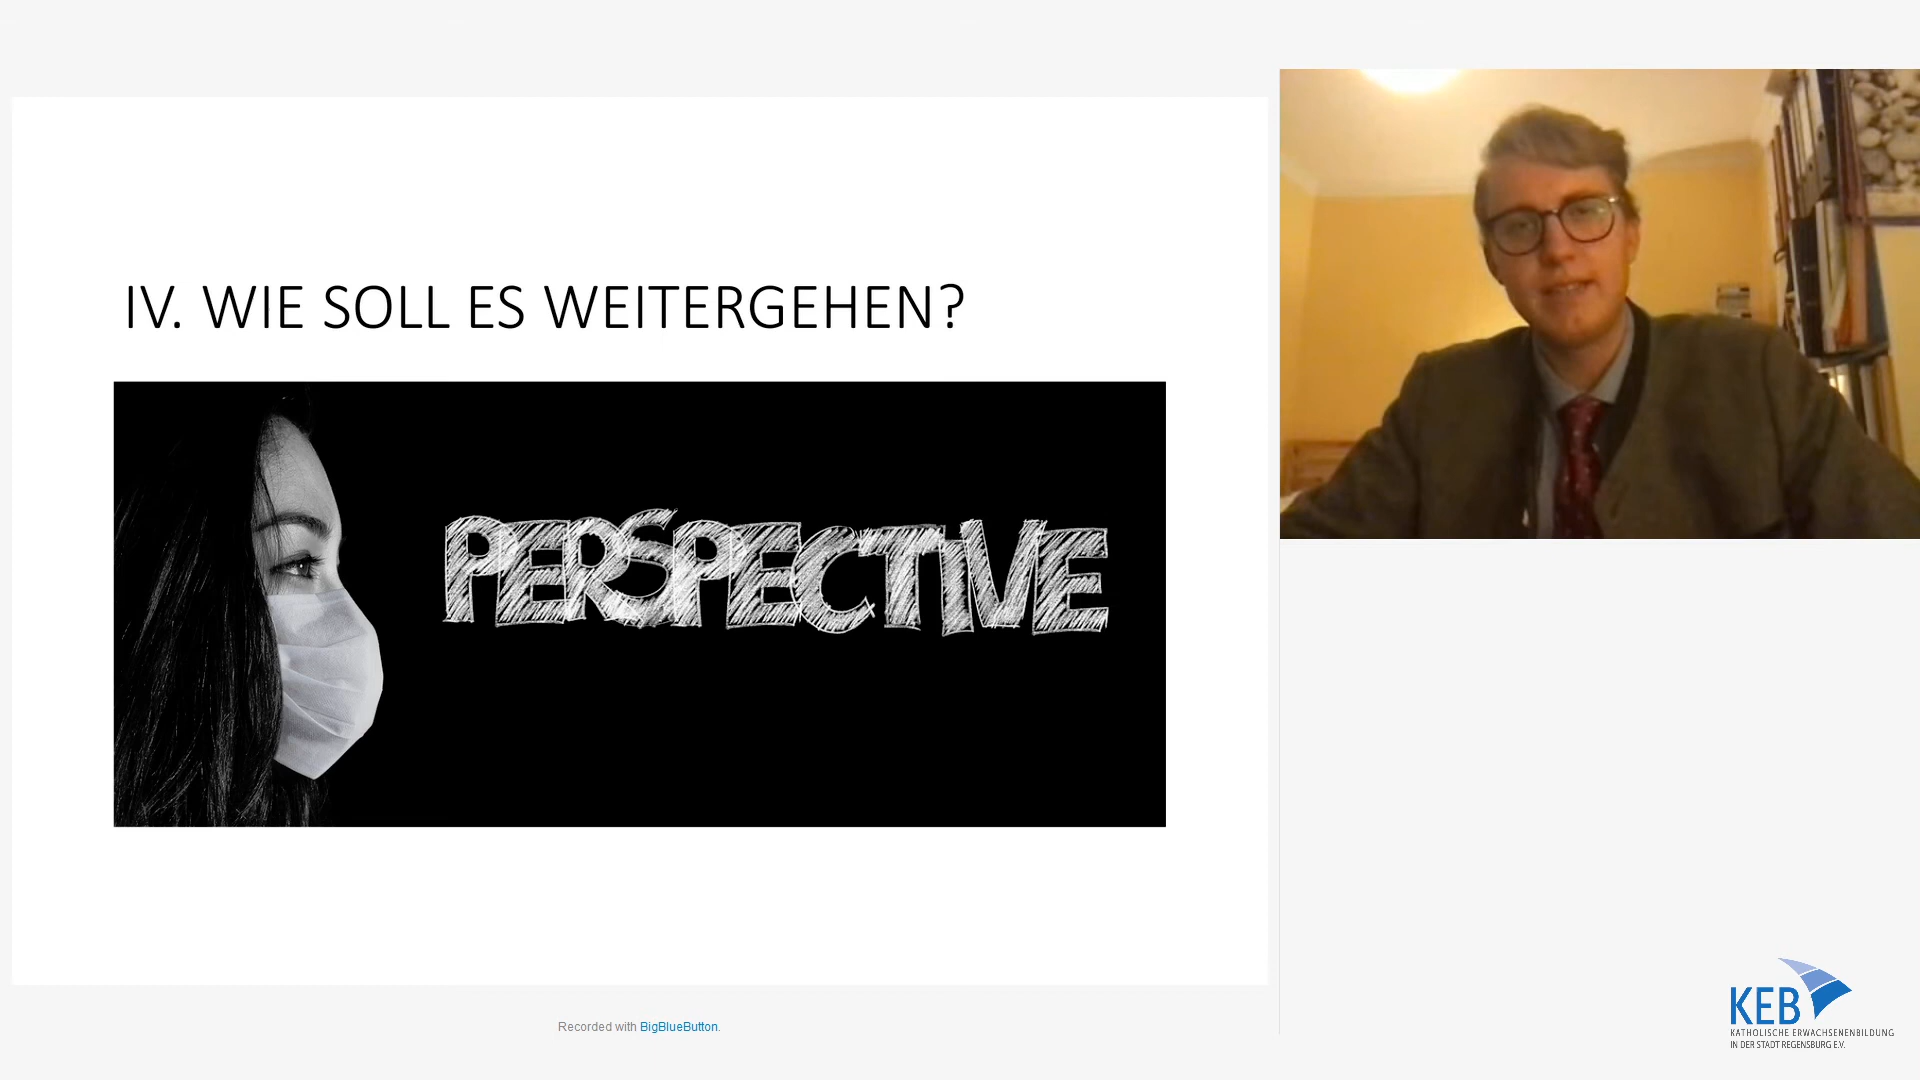 IV. WIE SOLL ES WEITERGEHEN?
PERSPECTIVE
Recorded with BigBlueButton.
KEB
KATHOLISCHE ERWACHSENENBILDUNG
IN DER STADT REGENSBURG E.V.